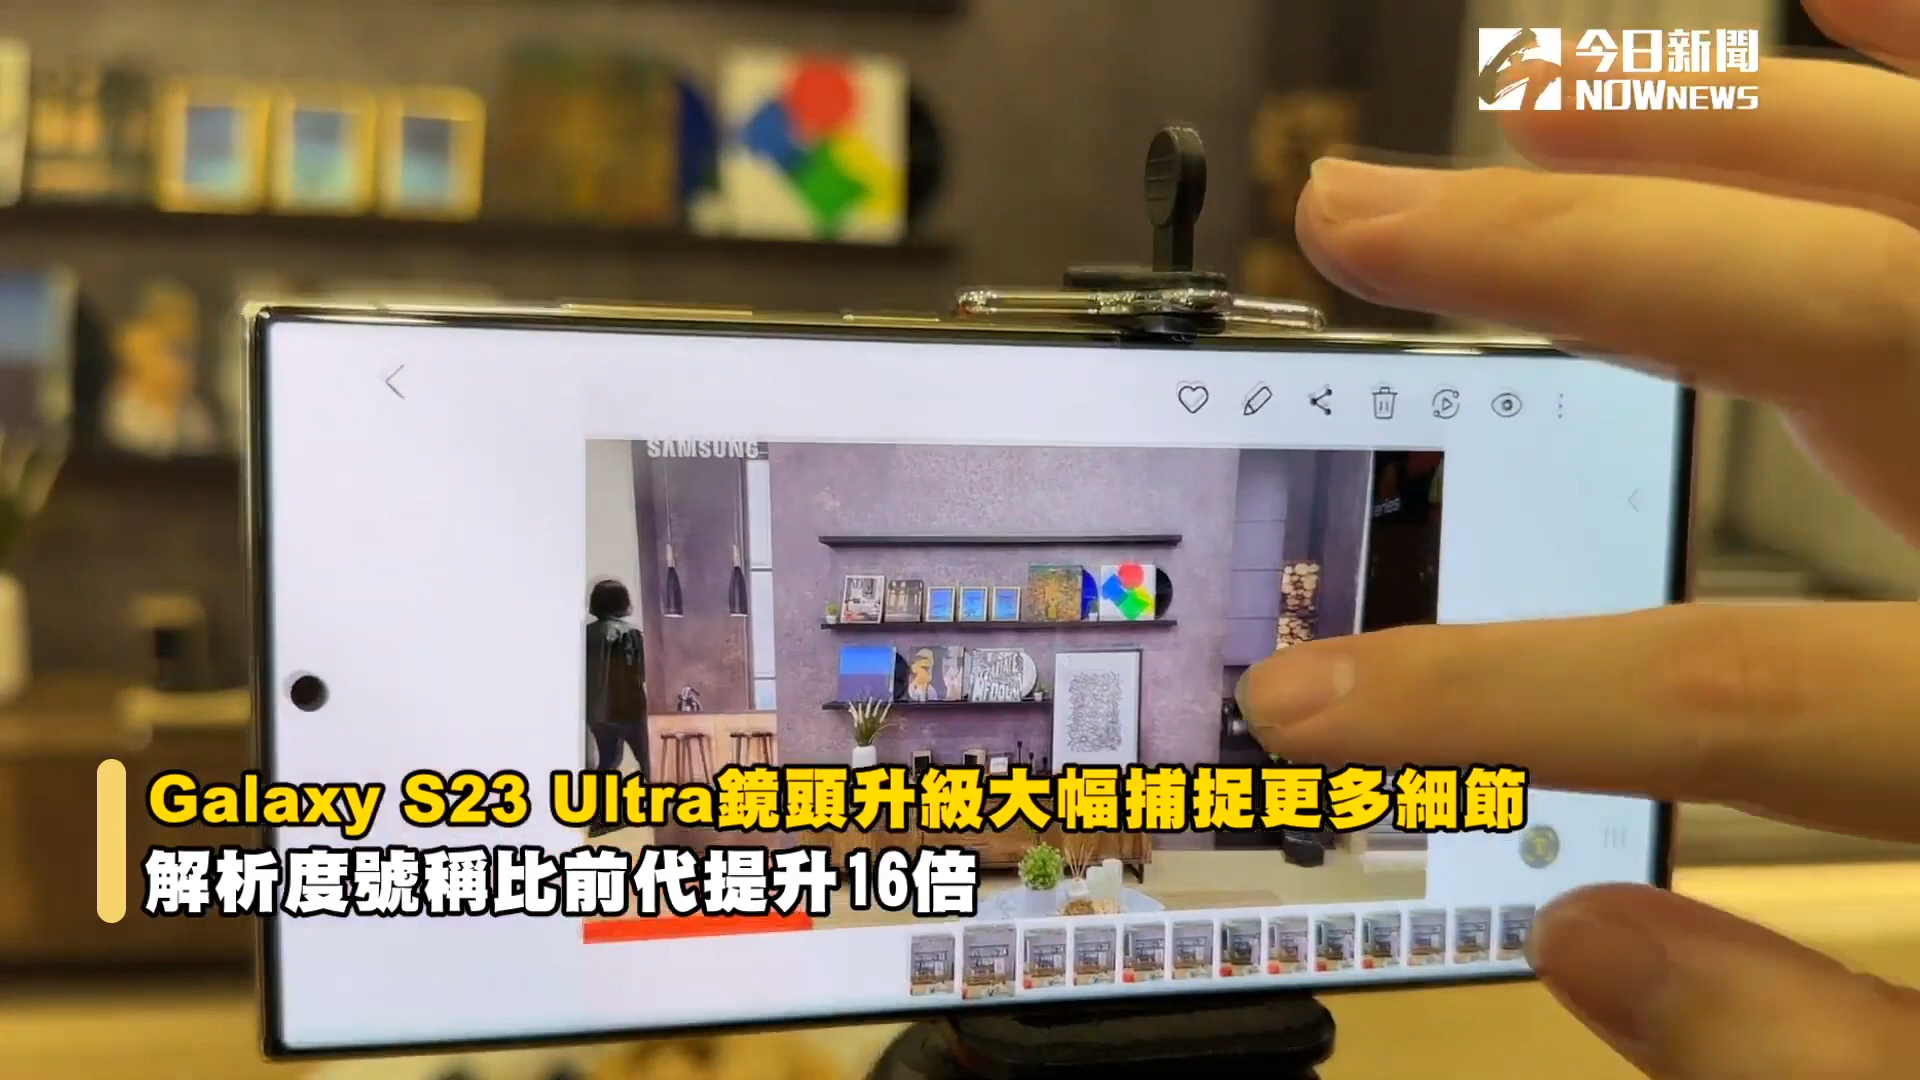 今日新聞
NOWNEWS
SAMSUNG
eries
Galaxy S23 Ultra鏡頭升級大幅捕捉更多細節
解析度號稱比前代提升16倍